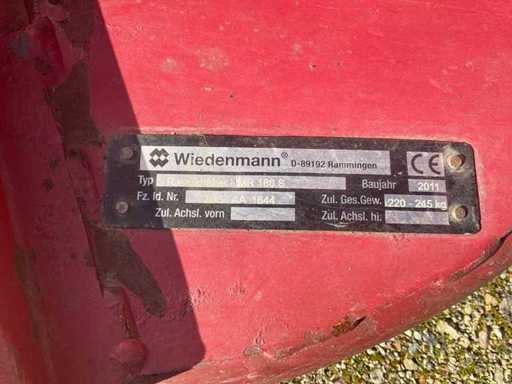 Wiedenmann®
D-89192 Rammingen
CE
Typ 180 S Baujahr 2011
Fz. Id. Nr. A 1644 Zul. Ges.Gew. 220 - 245 kg
Zul. Achsl. vorn Zul. Achsl. hi.